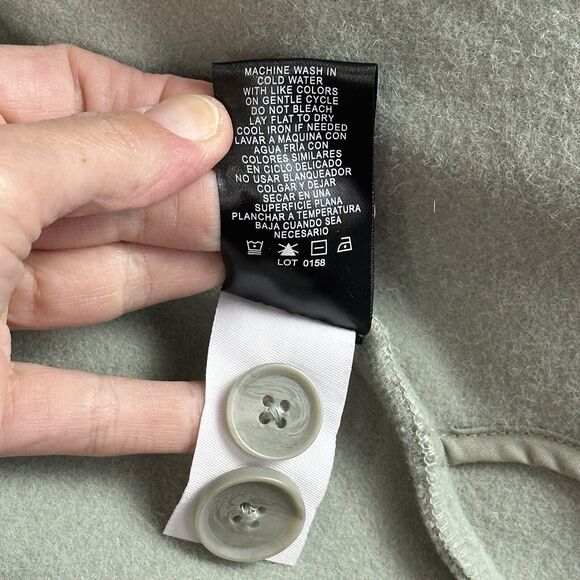 MACHINE WASH IN
COLD WATER
WITH LIKE COLORS
ON GENTLE CYCLE
DO NOT BLEACH
LAY FLAT TO DRY
COOL IRON IF NEEDED
LAVAR A MÁQUINA CON
AGUA FRÍA CON
COLORES SIMILARES
EN CICLO DELICADO
NO USAR BLANQUEADOR
COLGAR Y DEJAR
SECAR EN UNA
SUPERFICIE PLANA
PLANCHAR A TEMPERATURA
BAJA CUANDO SEA
NECESARIO
LOT 0158